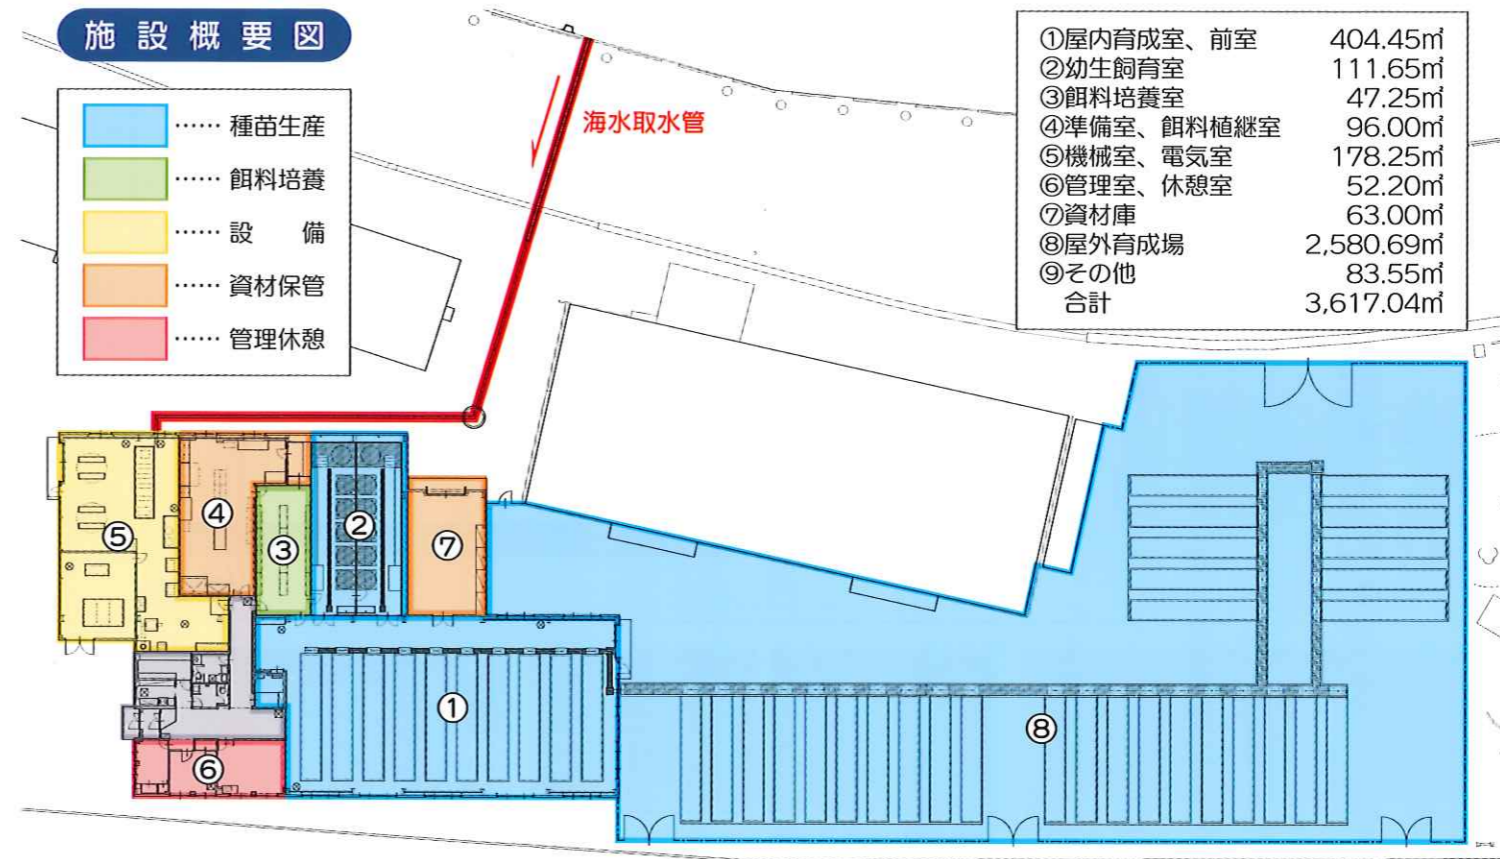 施設概要図
…… 種苗生産
…… 餌料培養
…… 設　備
…… 資材保管
…… 管理休憩
海水取水管
①屋内育成室、前室 404.45㎡
②幼生飼育室 111.65㎡
③餌料培養室 47.25㎡
④準備室、餌料植継室 96.00㎡
⑤機械室、電気室 178.25㎡
⑥管理室、休憩室 52.20㎡
⑦資材庫 63.00㎡
⑧屋外育成場 2,580.69㎡
⑨その他 83.55㎡
合計 3,617.04㎡
⑤
④
③
②
⑦
①
⑧
⑥